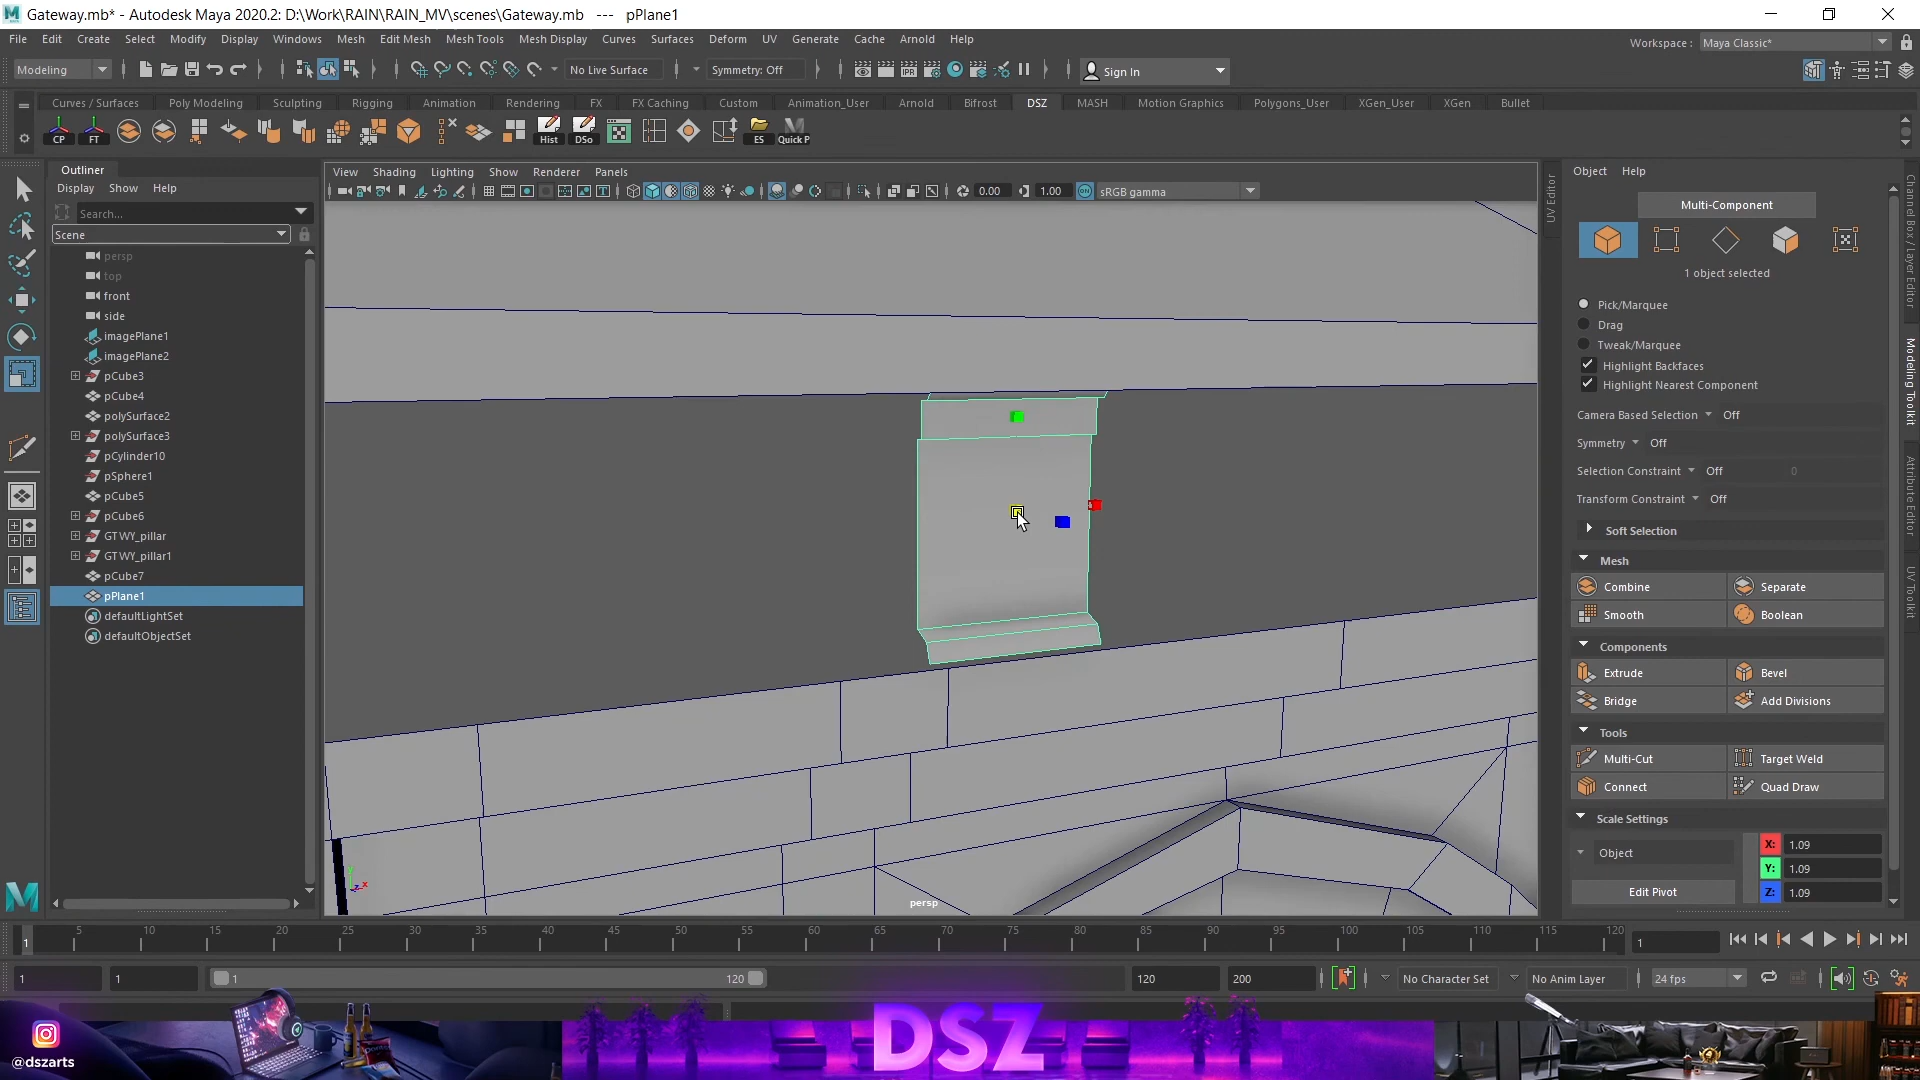 Gateway.mb* - Autodesk Maya 2020.2: D:\Work\RAIN\RAIN_MV\scenes\Gateway.mb --- pPlane1
File Edit Create Select Modify Display Windows Mesh Edit Mesh Mesh Tools Mesh Display Curves Surfaces Deform UV Generate Cache Arnold Help
Workspace : Maya Classic*
Modeling No Live Surface Symmetry: Off Sign In
Curves / Surfaces Poly Modeling Sculpting Rigging Animation Rendering FX FX Caching Custom Animation_User Arnold Bifrost DSZ MASH Motion Graphics Polygons_User XGen_User XGen Bullet
CP FT Hist DSo ES Quick P
Outliner
Display Show Help
Search...
Scene
persp
top
front
side
imagePlane1
imagePlane2
pCube3
pCube4
polySurface2
polySurface3
pCylinder10
pSphere1
pCube5
pCube6
GTWY_pillar
GTWY_pillar1
pCube7
pPlane1
defaultLightSet
defaultObjectSet
View Shading Lighting Show Renderer Panels
0.00 1.00 sRGB gamma
persp
UV Editor
Object Help
Multi-Component
1 object selected
Pick/Marquee
Drag
Tweak/Marquee
Highlight Backfaces
Highlight Nearest Component
Camera Based Selection Off
Symmetry Off
Selection Constraint Off 0
Transform Constraint Off
Soft Selection
Mesh
Combine Separate
Smooth Boolean
Components
Extrude Bevel
Bridge Add Divisions
Tools
Multi-Cut Target Weld
Connect Quad Draw
Scale Settings
Object X: 1.09
Y: 1.09
Edit Pivot Z: 1.09
Channel Box / Layer Editor
Modeling Toolkit
Attribute Editor
UV Toolkit
1 5 10 15 20 25 30 35 40 45 50 55 60 65 70 75 80 85 90 95 100 105 110 115 120 1
1 1 1 120 120 200 No Character Set No Anim Layer 24 fps
DSZ
@dszarts